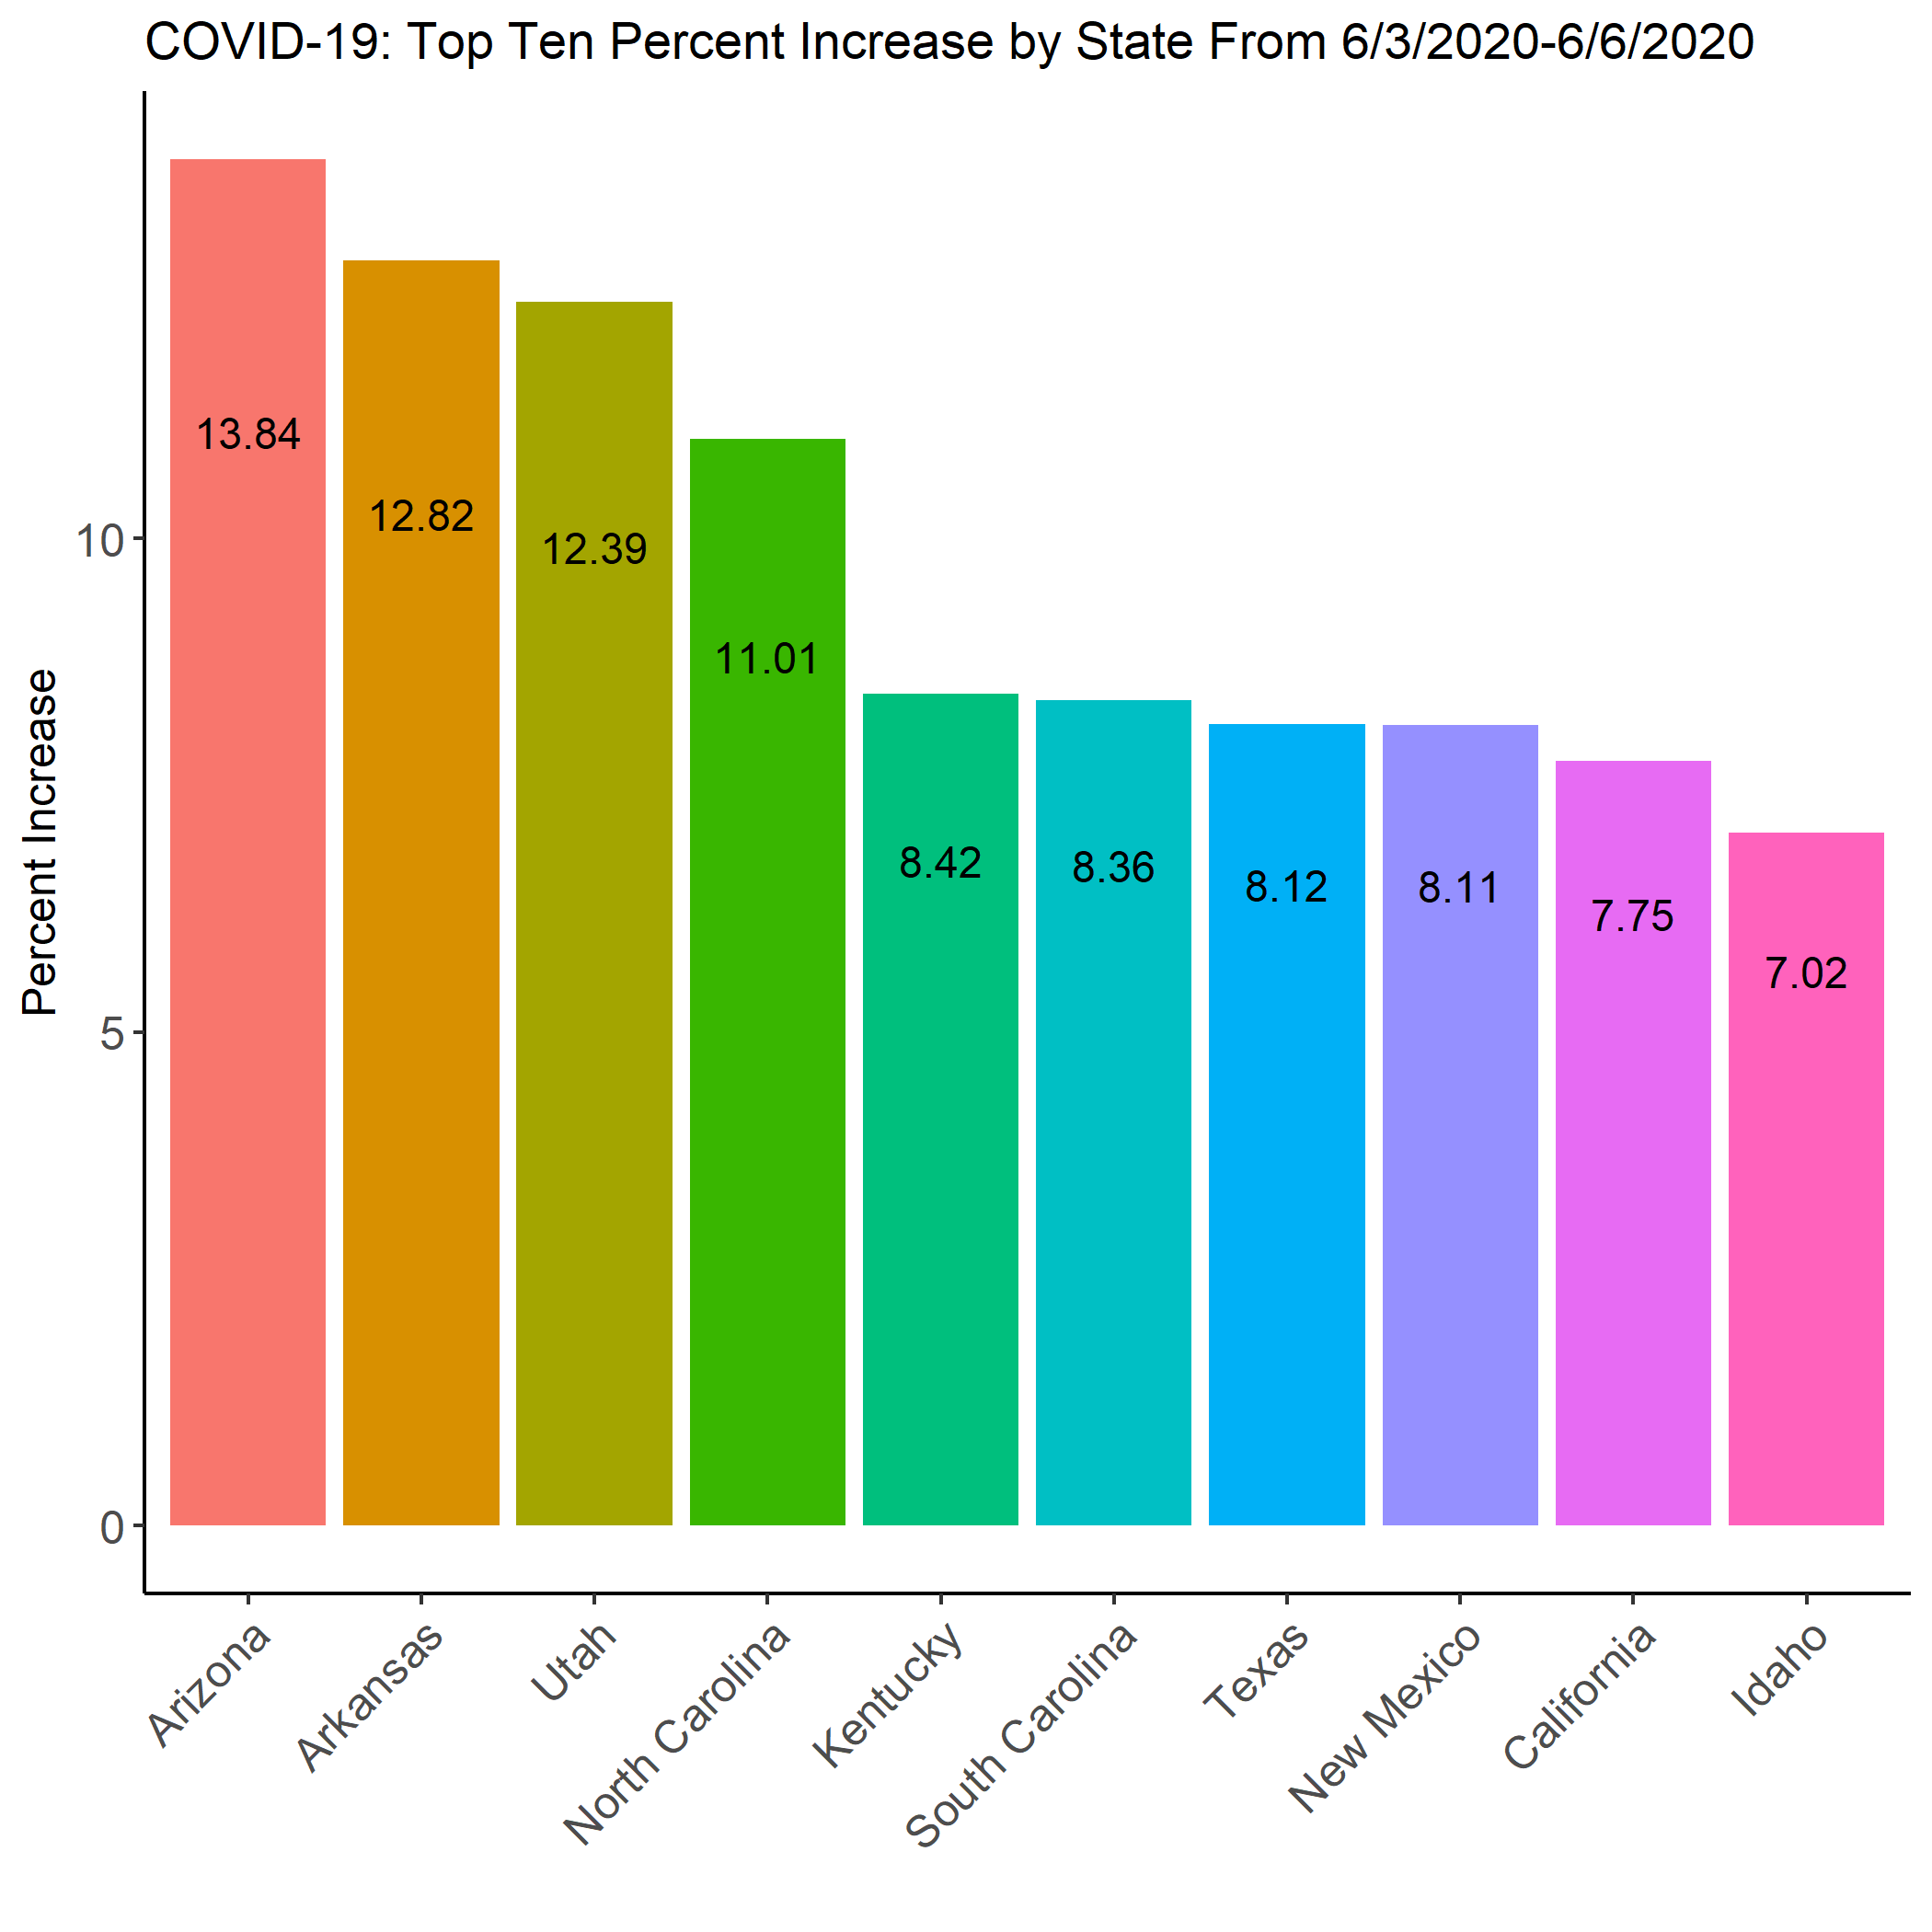 COVID-19: Top Ten Percent Increase by State From 6/3/2020-6/6/2020
Percent Increase
10
5
0
13.84
12.82
12.39
11.01
8.42
8.36
8.12
8.11
7.75
7.02
Arizona
Arkansas
Utah
North Carolina
Kentucky
South Carolina
Texas
New Mexico
California
Idaho